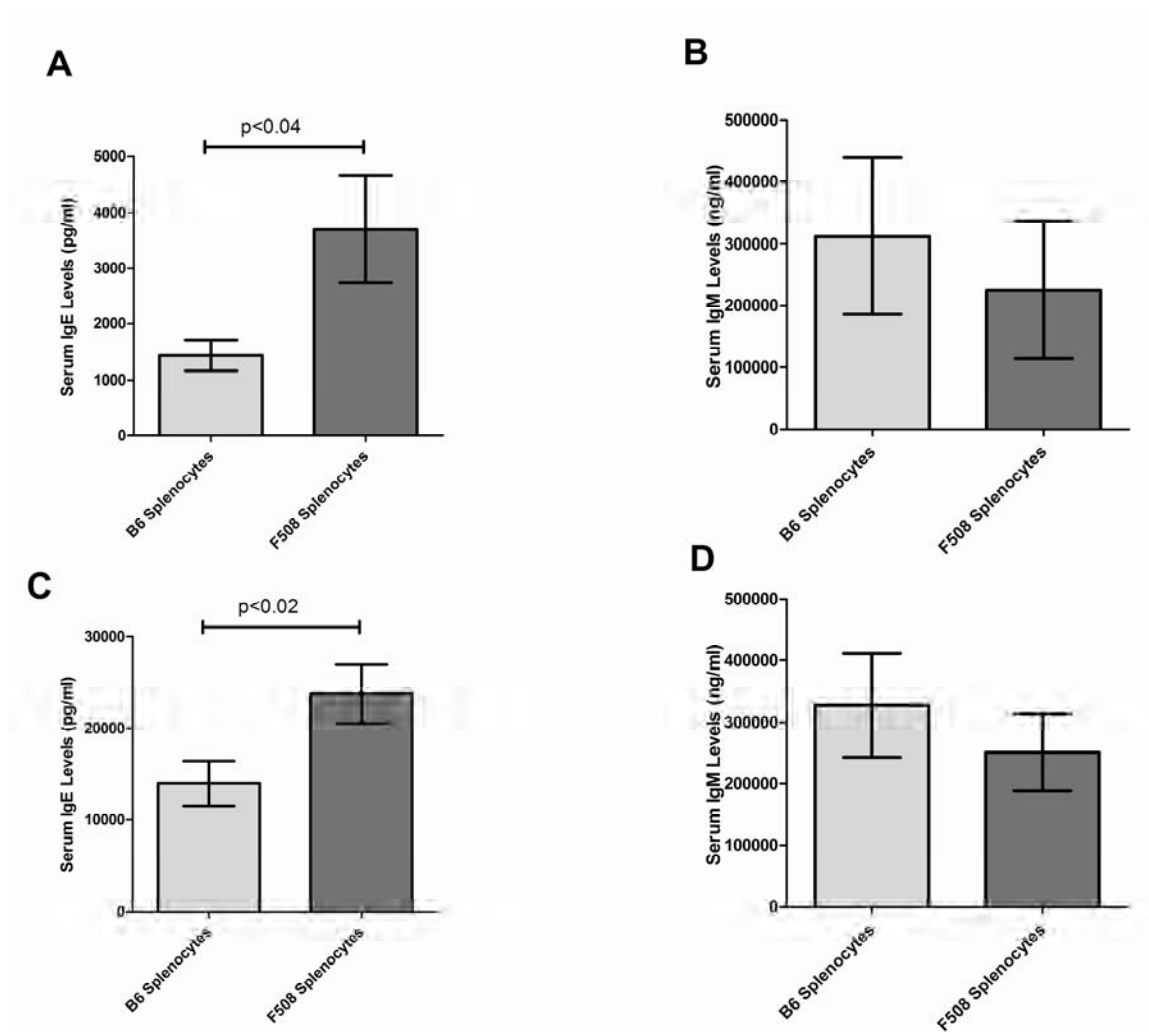 A
p<0.04
Serum IgE Levels (pg/ml)
5000
4000
3000
2000
1000
0
B6 Splenocytes
F508 Splenocytes
B
Serum IgM Levels (ng/ml)
500000
400000
300000
200000
100000
0
B6 Splenocytes
F508 Splenocytes
C
p<0.02
Serum IgE Levels (pg/ml)
30000
20000
10000
0
B6 Splenocytes
F508 Splenocytes
D
Serum IgM Levels (ng/ml)
500000
400000
300000
200000
100000
0
B6 Splenocytes
F508 Splenocytes